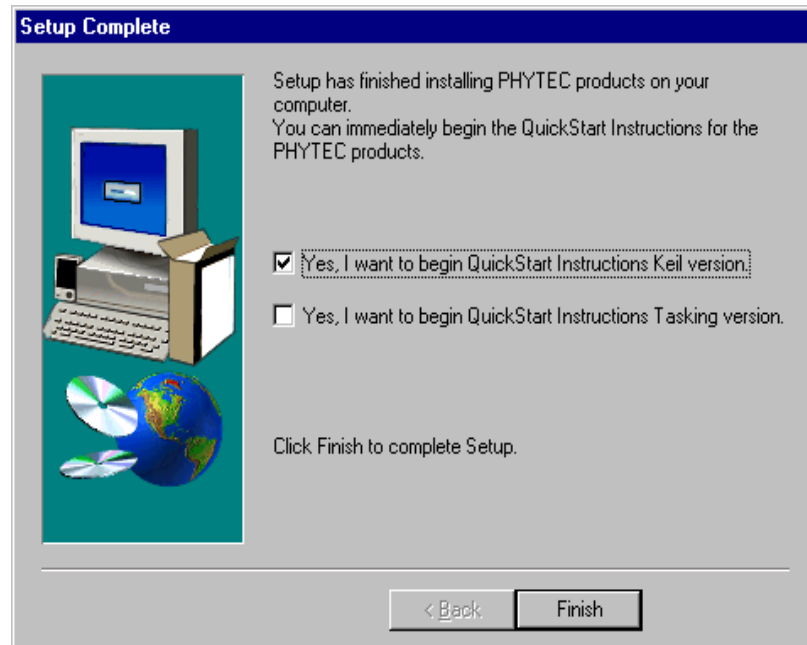 Setup Complete
Setup has finished installing PHYTEC products on your
computer.
You can immediately begin the QuickStart Instructions for the
PHYTEC products.
Yes, I want to begin QuickStart Instructions Keil version.
Yes, I want to begin QuickStart Instructions Tasking version.
Click Finish to complete Setup.
< Back
Finish